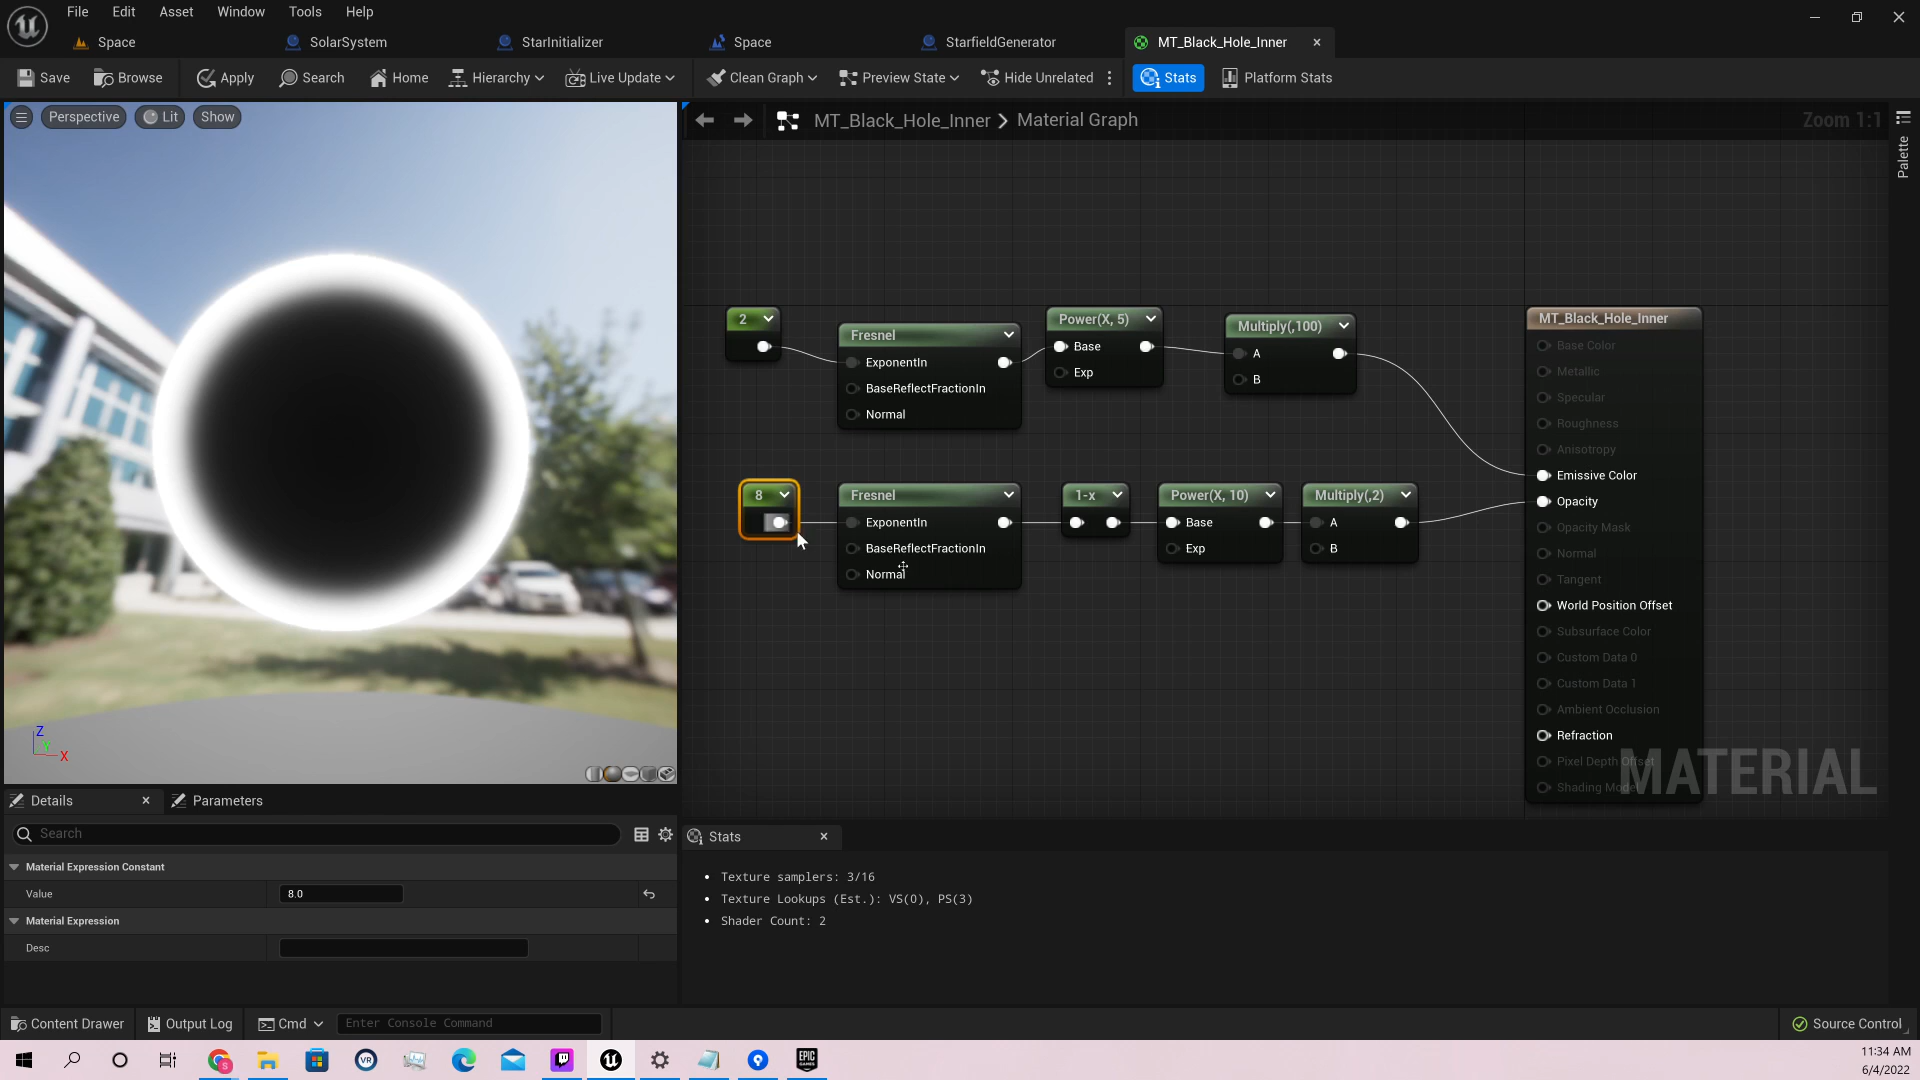 File Edit Asset Window Tools Help
Space SolarSystem StarInitializer Space StarfieldGenerator MT_Black_Hole_Inner
Save Browse Apply Search Home Hierarchy Live Update Clean Graph Preview State Hide Unrelated Stats Platform Stats
Perspective Lit Show
MT_Black_Hole_Inner > Material Graph
Zoom 1:1
Palette
2
Fresnel
ExponentIn
BaseReflectFractionIn
Normal
Power(X, 5)
Base
Exp
Multiply(,100)
A
B
8
Fresnel
ExponentIn
BaseReflectFractionIn
Normal
1-x
Power(X, 10)
Base
Exp
Multiply(,2)
A
B
MT_Black_Hole_Inner
Base Color
Metallic
Specular
Roughness
Anisotropy
Emissive Color
Opacity
Opacity Mask
Normal
Tangent
World Position Offset
Subsurface Color
Custom Data 0
Custom Data 1
Ambient Occlusion
Refraction
Pixel Depth Offset
Shading Model
MATERIAL
Z
Y
X
Details Parameters
Search
Material Expression Constant
Value 8.0
Material Expression
Desc
Stats
Texture samplers: 3/16
Texture Lookups (Est.): VS(0), PS(3)
Shader Count: 2
Content Drawer Output Log Cmd Enter Console Command Source Control
VR
EPIC
GAMES
11:34 AM
6/4/2022